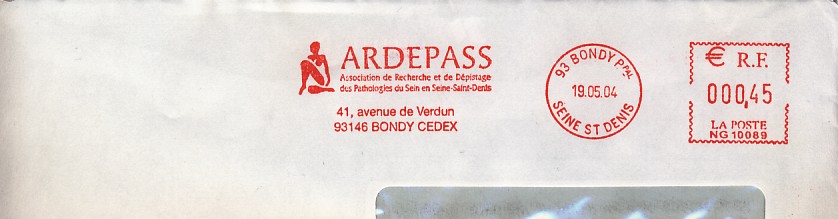 ARDEPASS
Association de Recherche et de Dépistage
des Pathologies du Sein en Seine-Saint-Denis
41, avenue de Verdun
93146 BONDY CEDEX
93 BONDY PPAL
19.05.04
SEINE ST DENIS
€ R.F.
000,45
LA POSTE
NG 10089